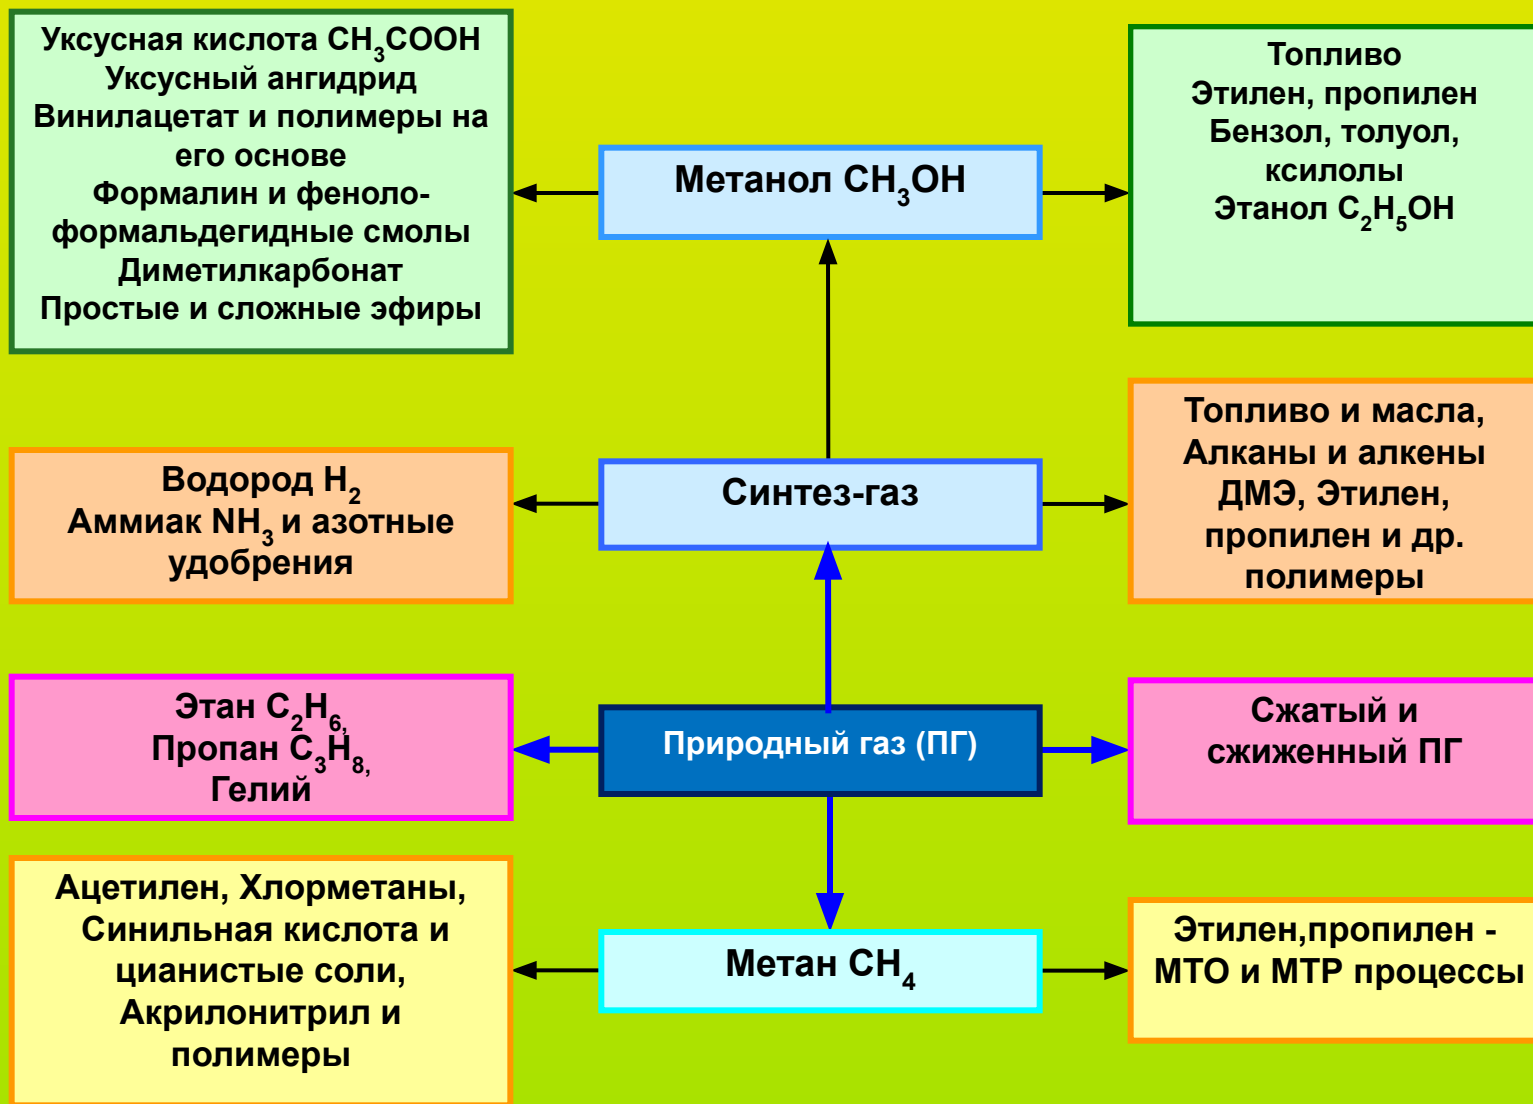 Уксусная кислота CH3COOH
Уксусный ангидрид
Винилацетат и полимеры на
его основе
Формалин и феноло-
формальдегидные смолы
Диметилкарбонат
Простые и сложные эфиры
Метанол CH3OH
Топливо
Этилен, пропилен
Бензол, толуол,
ксилолы
Этанол C2H5OH
Водород H2
Аммиак NH3 и азотные
удобрения
Синтез-газ
Топливо и масла,
Алканы и алкены
ДМЭ, Этилен,
пропилен и др.
полимеры
Этан C2H6,
Пропан C3H8,
Гелий
Природный газ (ПГ)
Сжатый и
сжиженный ПГ
Ацетилен, Хлорметаны,
Синильная кислота и
цианистые соли,
Акрилонитрил и
полимеры
Метан CH4
Этилен,пропилен -
МТО и МТР процессы